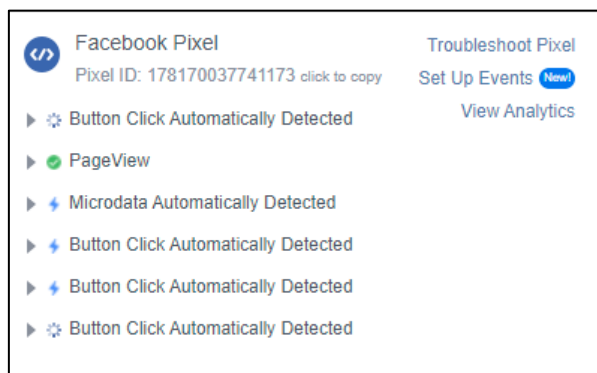 Facebook Pixel
Troubleshoot Pixel
Pixel ID: 178170037741173 click to copy
Set Up Events New!
View Analytics
Button Click Automatically Detected
PageView
Microdata Automatically Detected
Button Click Automatically Detected
Button Click Automatically Detected
Button Click Automatically Detected